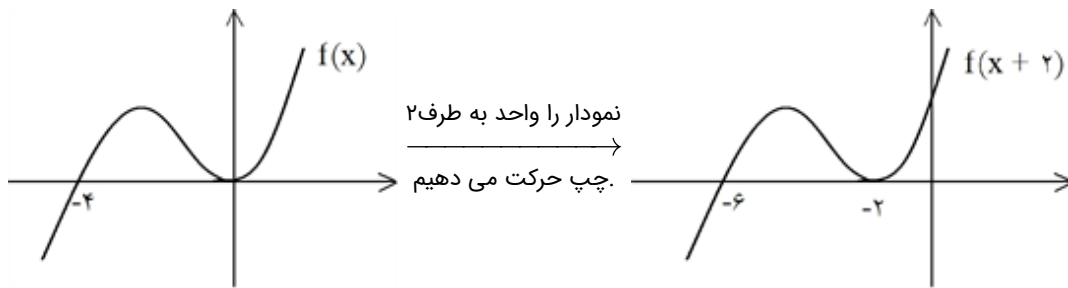 f(x)
-۴
نمودار را واحد به طرف۲
چپ حرکت می دهیم.
f(x + ۲)
-۶
-۲